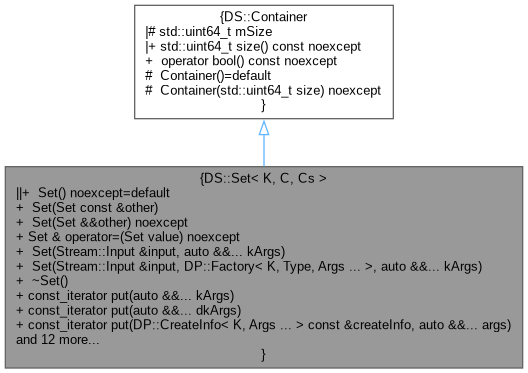 {DS::Container
|# std::uint64_t mSize
|+ std::uint64_t size() const noexcept
+  operator bool() const noexcept
#  Container()=default
#  Container(std::uint64_t size) noexcept
}
{DS::Set< K, C, Cs >
||+  Set() noexcept=default
+  Set(Set const &other)
+  Set(Set &&other) noexcept
+ Set & operator=(Set value) noexcept
+  Set(Stream::Input &input, auto &&... kArgs)
+  Set(Stream::Input &input, DP::Factory< K, Type, Args ... >, auto &&... kArgs)
+  ~Set()
+ const_iterator put(auto &&... kArgs)
+ const_iterator put(auto &&... dkArgs)
+ const_iterator put(DP::CreateInfo< K, Args ... > const &createInfo, auto &&... args)
and 12 more...
}